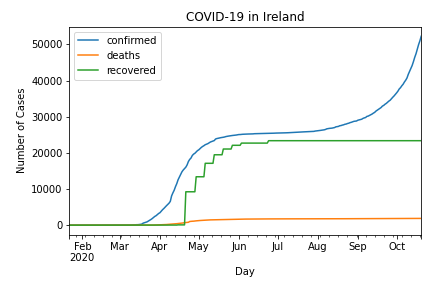 COVID-19 in Ireland
confirmed
deaths
recovered
Number of Cases
50000
40000
30000
20000
10000
0
Feb Mar Apr May Jun Jul Aug Sep Oct
2020
Day